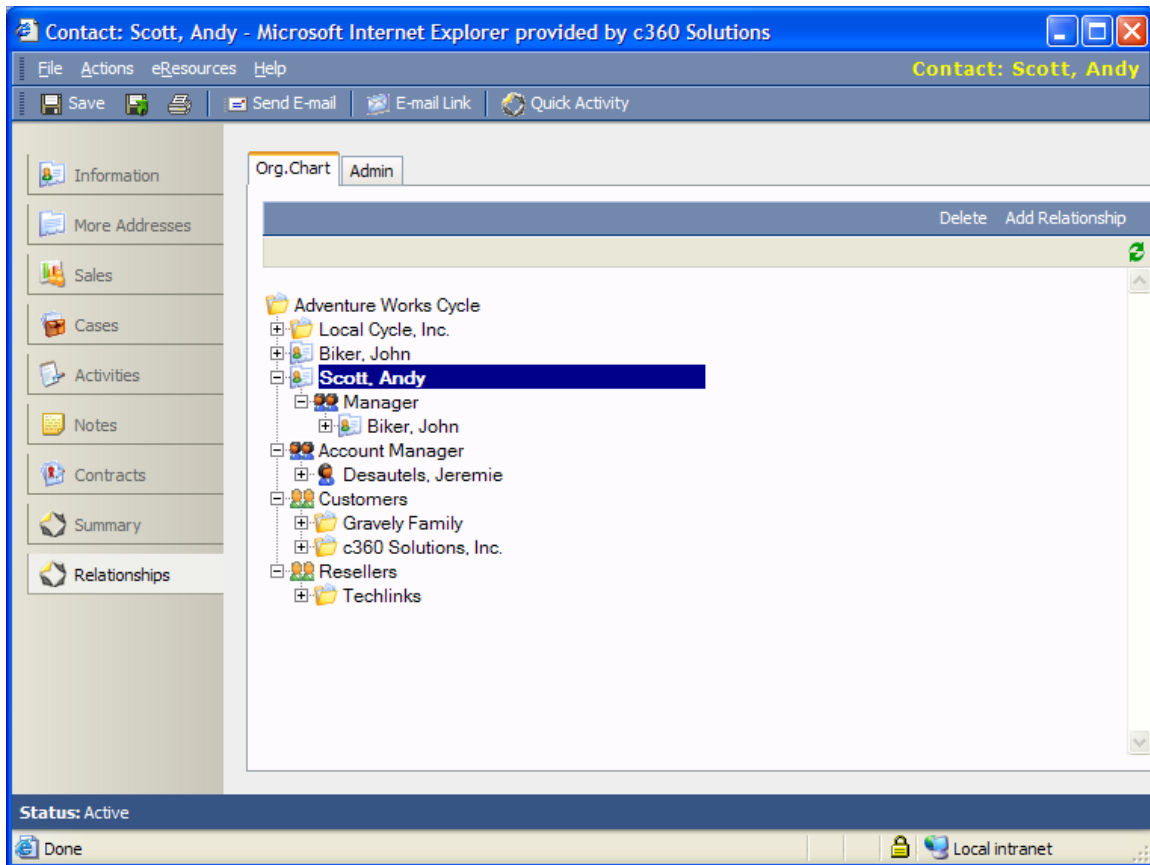 Contact: Scott, Andy - Microsoft Internet Explorer provided by c360 Solutions
File Actions eResources Help Contact: Scott, Andy
Save Send E-mail E-mail Link Quick Activity
Information
More Addresses
Sales
Cases
Activities
Notes
Contracts
Summary
Relationships
Org.Chart Admin
Delete Add Relationship
Adventure Works Cycle
Local Cycle, Inc.
Biker, John
Scott, Andy
Manager
Biker, John
Account Manager
Desautels, Jeremie
Customers
Gravely Family
c360 Solutions, Inc.
Resellers
Techlinks
Status: Active
Done Local intranet